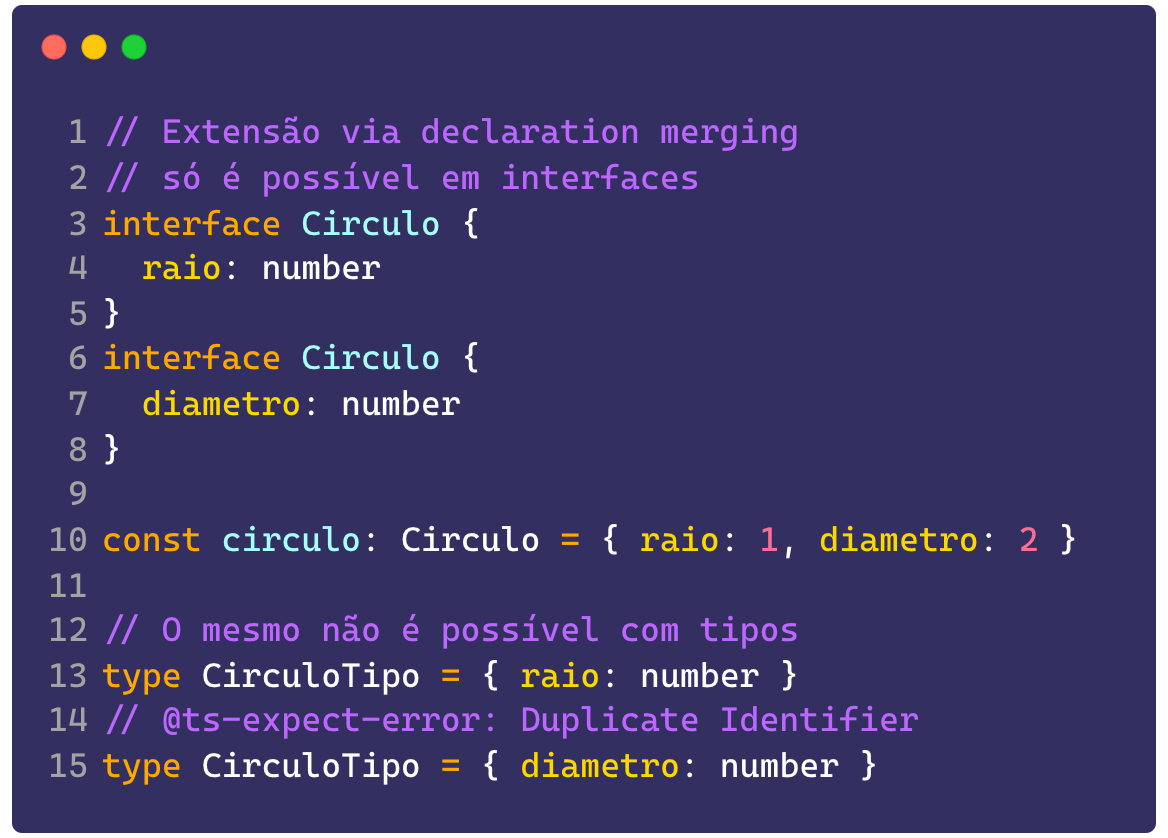 1 // Extensão via declaration merging
2 // só é possível em interfaces
3 interface Circulo {
4   raio: number
5 }
6 interface Circulo {
7   diametro: number
8 }
9
10 const circulo: Circulo = { raio: 1, diametro: 2 }
11
12 // O mesmo não é possível com tipos
13 type CirculoTipo = { raio: number }
14 // @ts-expect-error: Duplicate Identifier
15 type CirculoTipo = { diametro: number }